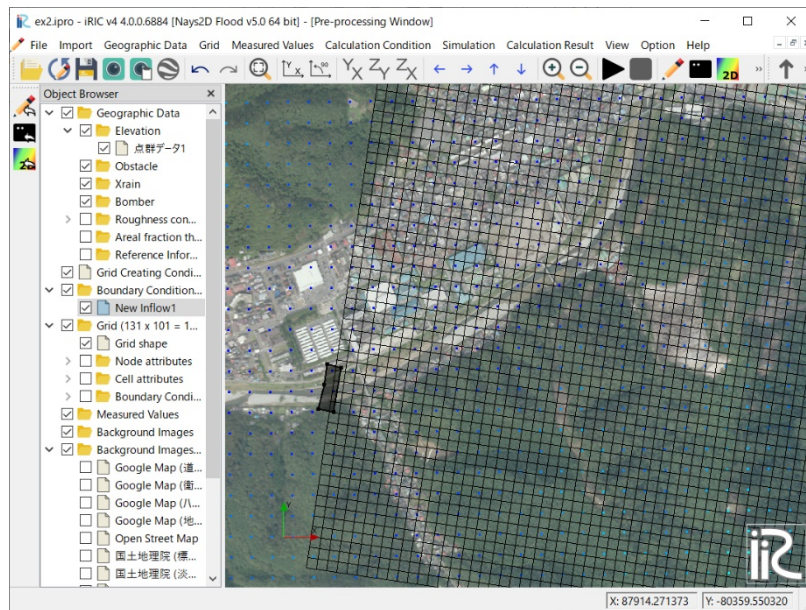 ex2.ipro - iRIC v4 4.0.0.6884 [Nays2D Flood v5.0 64 bit] - [Pre-processing Window]
File Import Geographic Data Grid Measured Values Calculation Condition Simulation Calculation Result View Option Help
Object Browser
Geographic Data
Elevation
点群データ1
Obstacle
Xrain
Bomber
Roughness con...
Areal fraction th...
Reference Infor...
Grid Creating Condi...
Boundary Condition...
New Inflow1
Grid (131 x 101 = 1...
Grid shape
Node attributes
Cell attributes
Boundary Condi...
Measured Values
Background Images
Background Images...
Google Map (道...
Google Map (衛...
Google Map (ハ...
Google Map (地...
Open Street Map
国土地理院 (標...
国土地理院 (淡...
Y
X
iRIC
X: 87914.271373 Y: -80359.550320